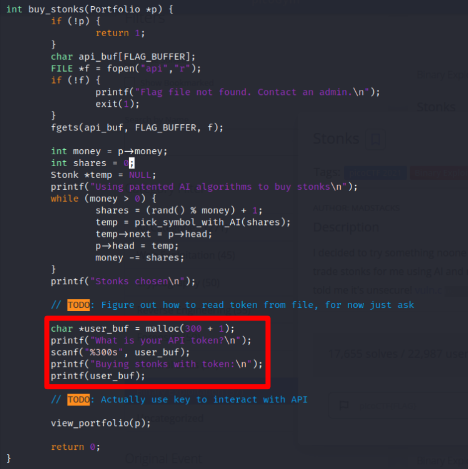 int buy_stonks(Portfolio *p) {
if (!p) {
return 1;
}
char api_buf[FLAG_BUFFER];
FILE *f = fopen("api","r");
if (!f) {
printf("Flag file not found. Contact an admin.\n");
exit(1);
}
fgets(api_buf, FLAG_BUFFER, f);
int money = p→money;
int shares = 0;
Stonk *temp = NULL;
printf("Using patented AI algorithms to buy stonks\n");
while (money > 0) {
shares = (rand() % money) + 1;
temp = pick_symbol_with_AI(shares);
temp→next = p→head;
p→head = temp;
money -= shares;
}
printf("Stonks chosen\n");
// TODO: Figure out how to read token from file, for now just ask
char *user_buf = malloc(300 + 1);
printf("What is your API token?\n");
scanf("%300s", user_buf);
printf("Buying stonks with token:\n");
printf(user_buf);
// TODO: Actually use key to interact with API
view_portfolio(p);
return 0;
}